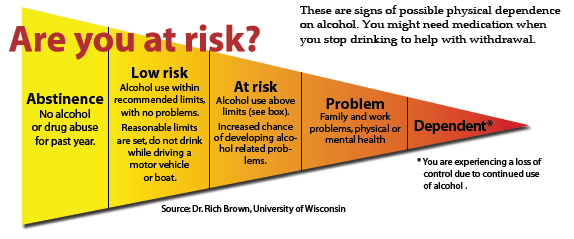 Are you at risk?
These are signs of possible physical dependence
on alcohol. You might need medication when
you stop drinking to help with withdrawal.
Abstinence
No alcohol
or drug abuse
for past year.
Low risk
Alcohol use within
recommended limits,
with no problems.
Reasonable limits
are set, do not drink
while driving a
motor vehicle
or boat.
At risk
Alcohol use above
limits (see box).
Increased chance
of developing alco-
hol related prob-
lems.
Problem
Family and work
problems, physical or
mental health
Dependent*
* You are experiencing a loss of
control due to continued use
of alcohol .
Source: Dr. Rich Brown, University of Wisconsin